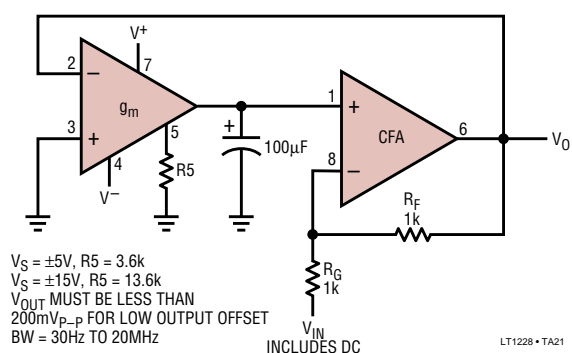 V+
2
−
7
gm
3
+
5
4
R5
V−
+
100µF
1
+
CFA
6
VO
8
−
RF
1k
RG
1k
VIN
INCLUDES DC
VS = ±5V, R5 = 3.6k
VS = ±15V, R5 = 13.6k
VOUT MUST BE LESS THAN
200mVP–P FOR LOW OUTPUT OFFSET
BW = 30Hz TO 20MHz
LT1228 • TA21